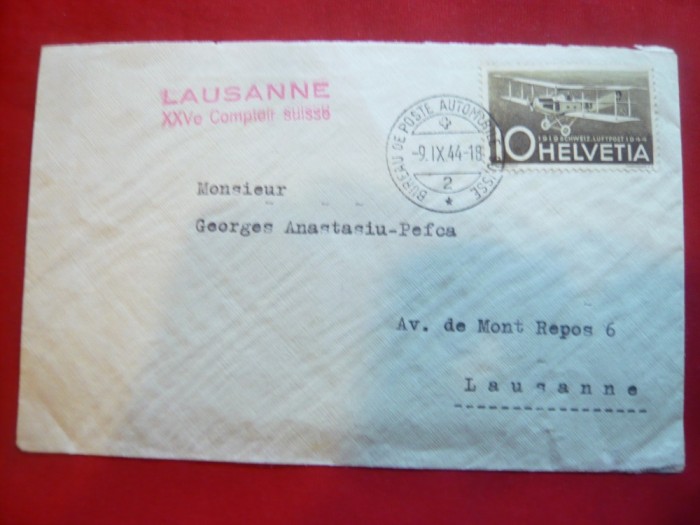 LAUSANNE
XXVe Comptoir suisse
BUREAU DE POSTE AUTOMOBILE SUISSE
-9.IX.44-18
2
1919 SCHWEIZ. LUFTPOST 1944
10 HELVETIA
Monsieur
Georges Anastasiu-Pefca
Av. de Mont Repos 6
Lausanne